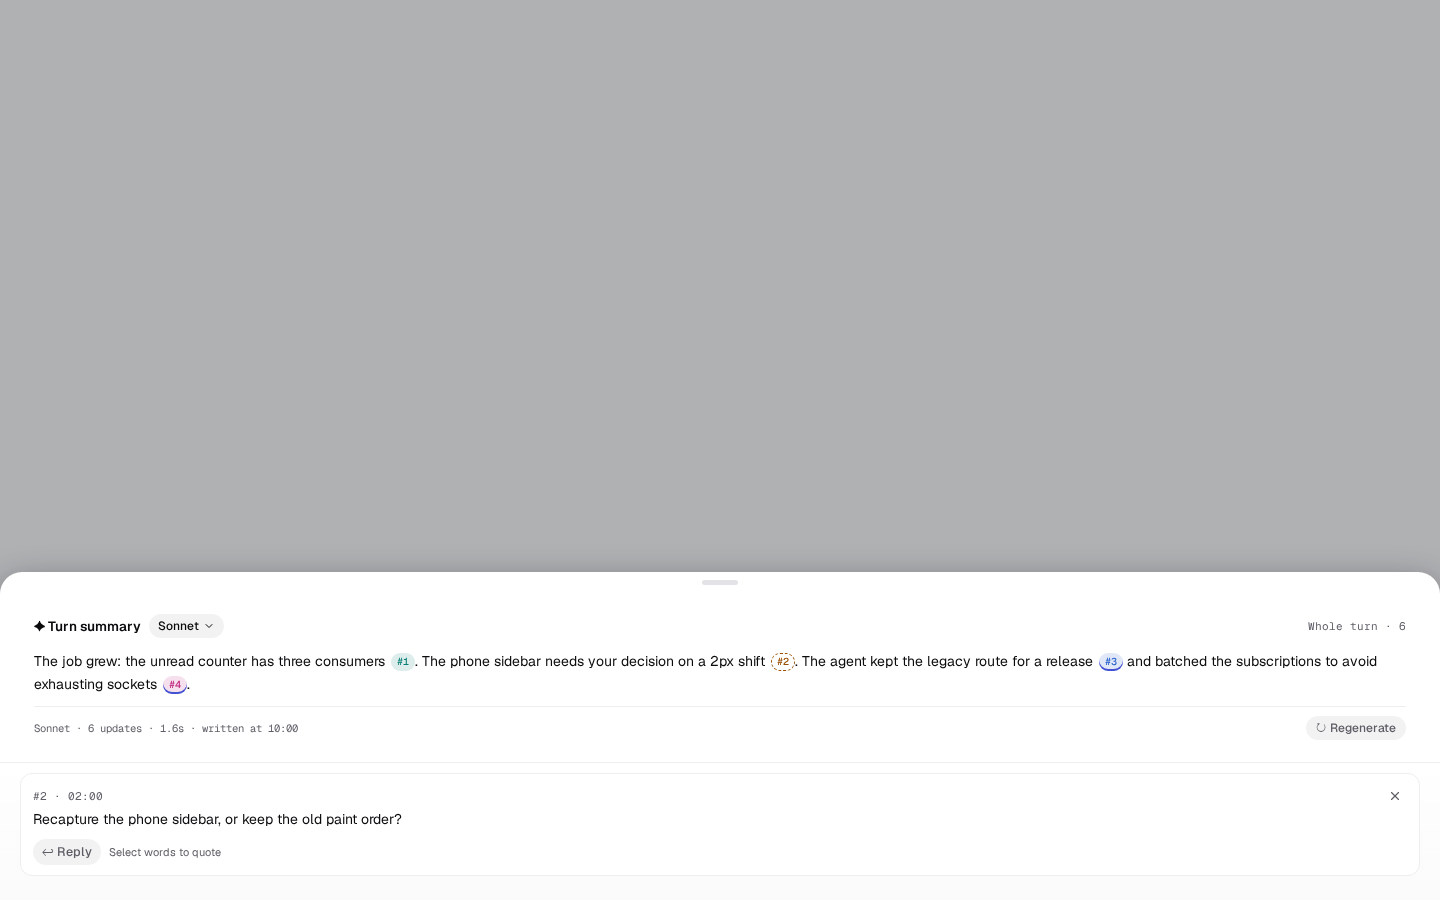 Turn summary Sonnet Whole turn · 6
The job grew: the unread counter has three consumers #1. The phone sidebar needs your decision on a 2px shift #2. The agent kept the legacy route for a release #3 and batched the subscriptions to avoid
exhausting sockets #4.
Sonnet · 6 updates · 1.6s · written at 10:00 Regenerate
#2 · 02:00
Recapture the phone sidebar, or keep the old paint order?
Reply Select words to quote